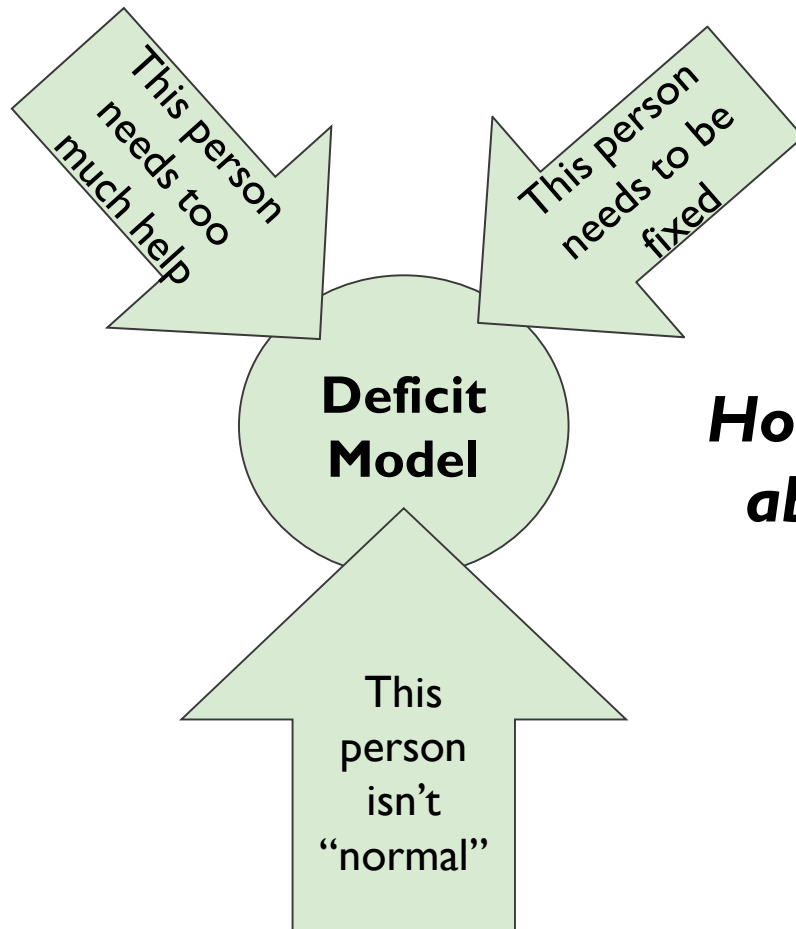 This person
needs too
much help
This person
needs to be
fixed
Deficit
Model
This
person
isn’t
“normal”